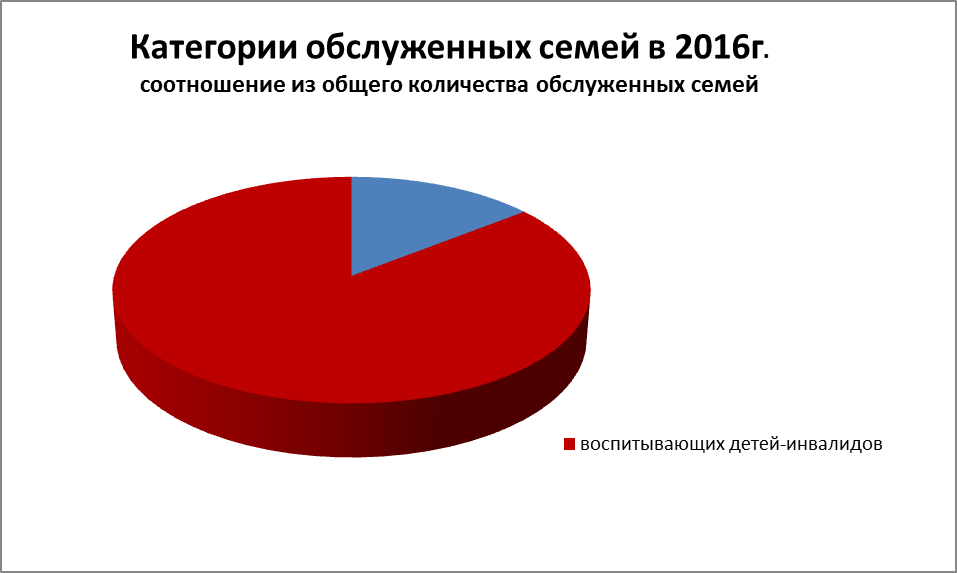 Категории обслуженных семей в 2016г.
соотношение из общего количества обслуженных семей
воспитывающих детей-инвалидов